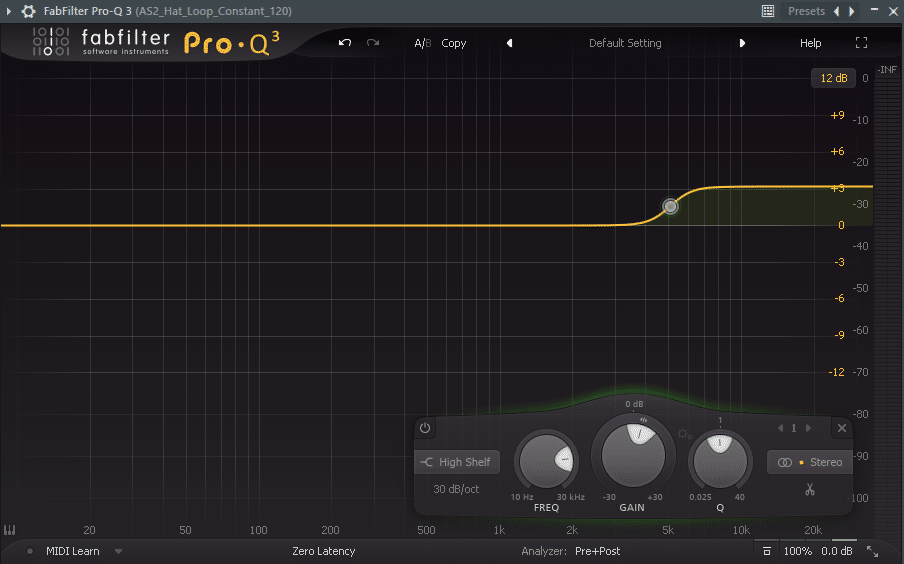 FabFilter Pro-Q 3 (AS2_Hat_Loop_Constant_120) Presets
fabfilter
software instruments
Pro·Q³
A/B Copy Default Setting Help
12 dB 0 -INF
+9 -10
+6 -20
+3 -30
0 -40
-3 -50
-6 -60
-9 -70
-12 -80
0 dB
1
1
High Shelf Stereo -90
30 dB/oct
10 Hz 30 kHz -30 +30 0.025 40 -100
FREQ GAIN Q
20 50 100 200 500 1k 2k 5k 10k 20k
MIDI Learn Zero Latency Analyzer: Pre+Post 100% 0.0 dB